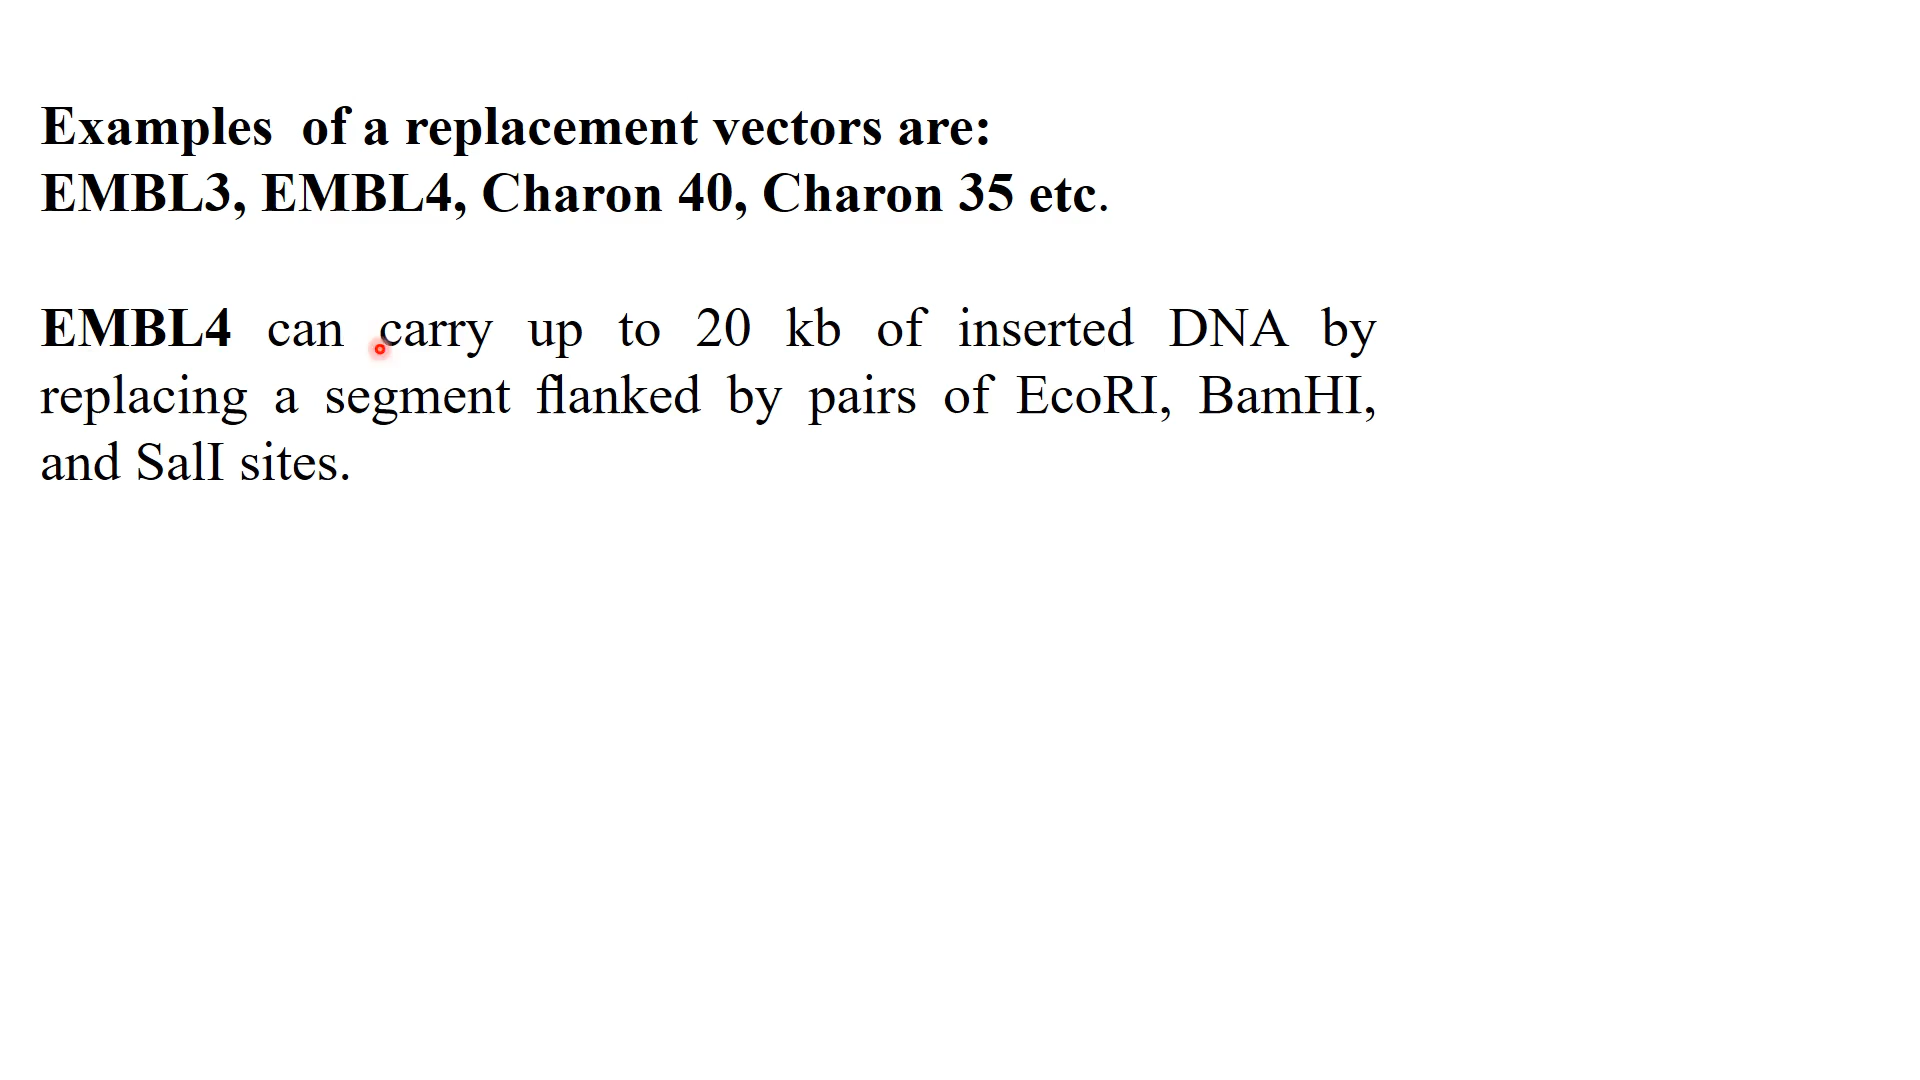 Examples  of a replacement vectors are:
EMBL3, EMBL4, Charon 40, Charon 35 etc.
EMBL4 can carry up to 20 kb of inserted DNA by
replacing a segment flanked by pairs of EcoRI, BamHI,
and SalI sites.